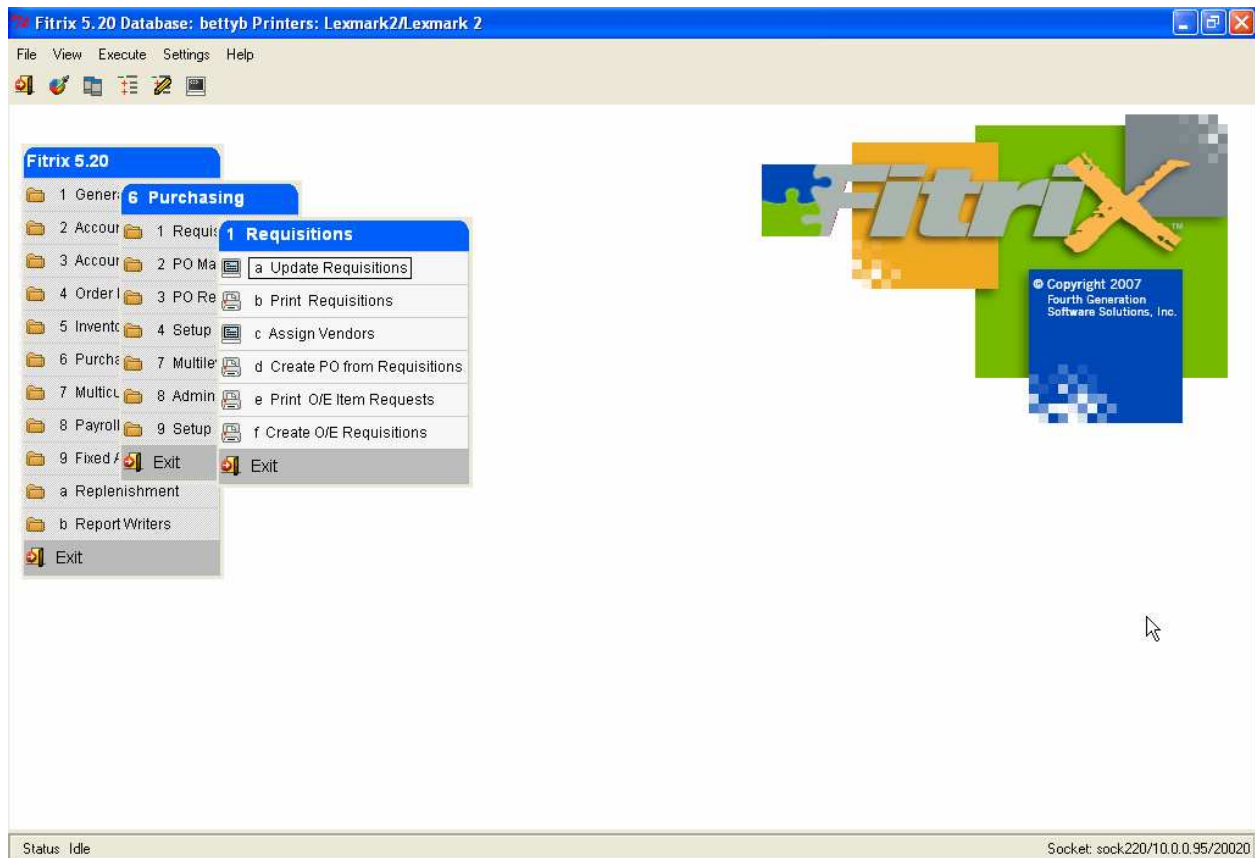 Fitrix 5.20 Database: bettyb Printers: Lexmark2/Lexmark 2
File View Execute Settings Help
Fitrix 5.20
1 Gener
2 Accour
3 Accour
4 Order
5 Invent
6 Purcha
7 Multicu
8 Payroll
9 Fixed
a Replenishment
b Report Writers
Exit
6 Purchasing
1 Requis
2 PO Ma
3 PO Re
4 Setup
7 Multile
8 Admin
9 Setup
Exit
1 Requisitions
a Update Requisitions
b Print Requisitions
c Assign Vendors
d Create PO from Requisitions
e Print O/E Item Requests
f Create O/E Requisitions
Exit
FitriX
TM
© Copyright 2007
Fourth Generation
Software Solutions, Inc.
Status Idle
Socket: sock220/10.0.0.95/20020